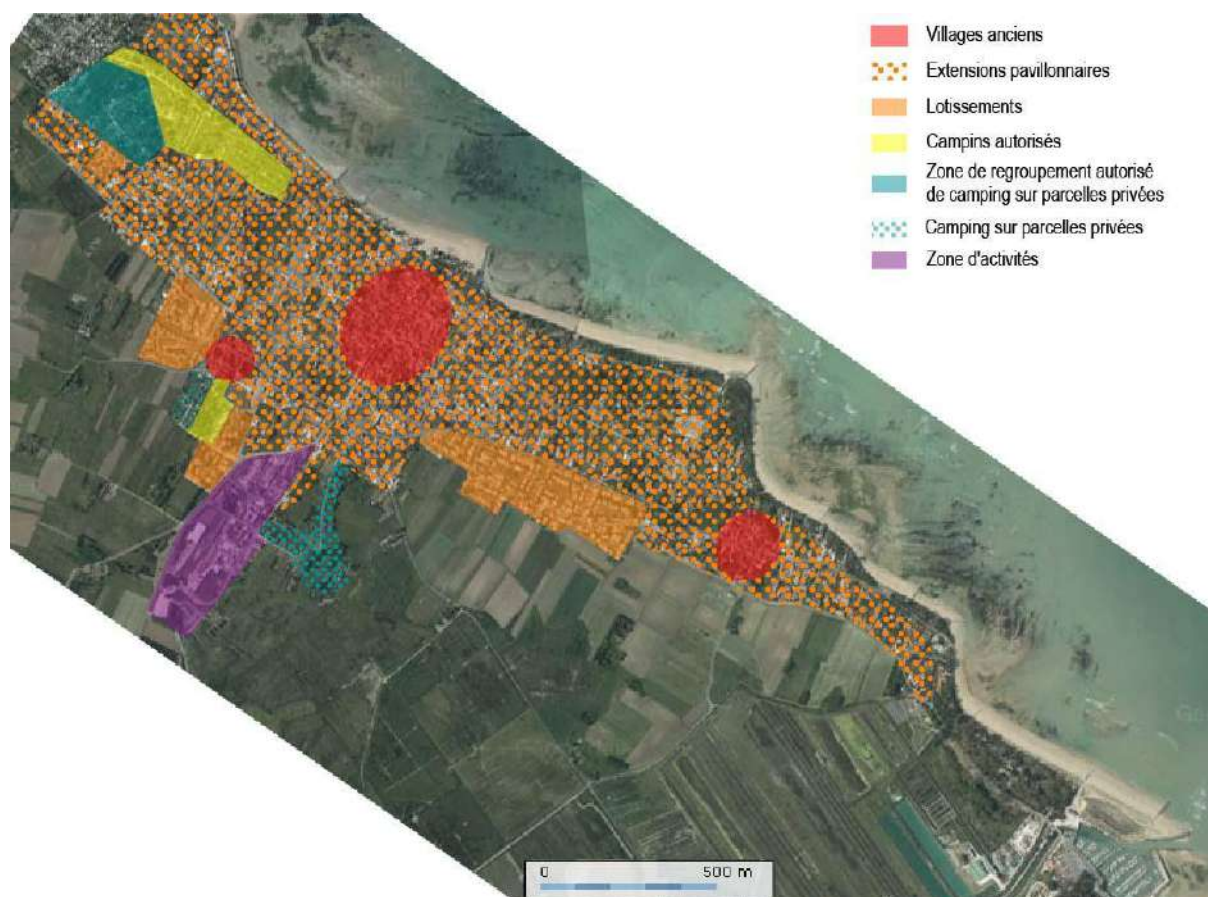 Villages anciens
Extensions pavillonnaires
Lotissements
Campins autorisés
Zone de regroupement autorisé
de camping sur parcelles privées
Camping sur parcelles privées
Zone d'activités
0 500 m